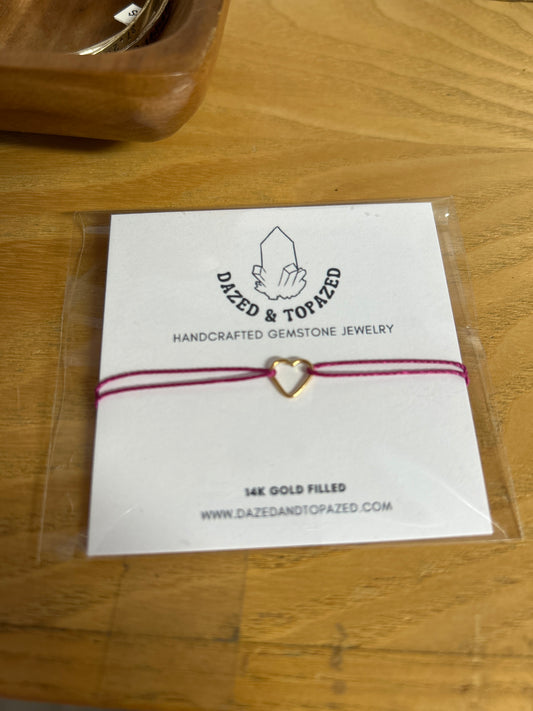 DAZED & TOPAZED
HANDCRAFTED GEMSTONE JEWELRY
14K GOLD FILLED
WWW.DAZEDANDTOPAZED.COM